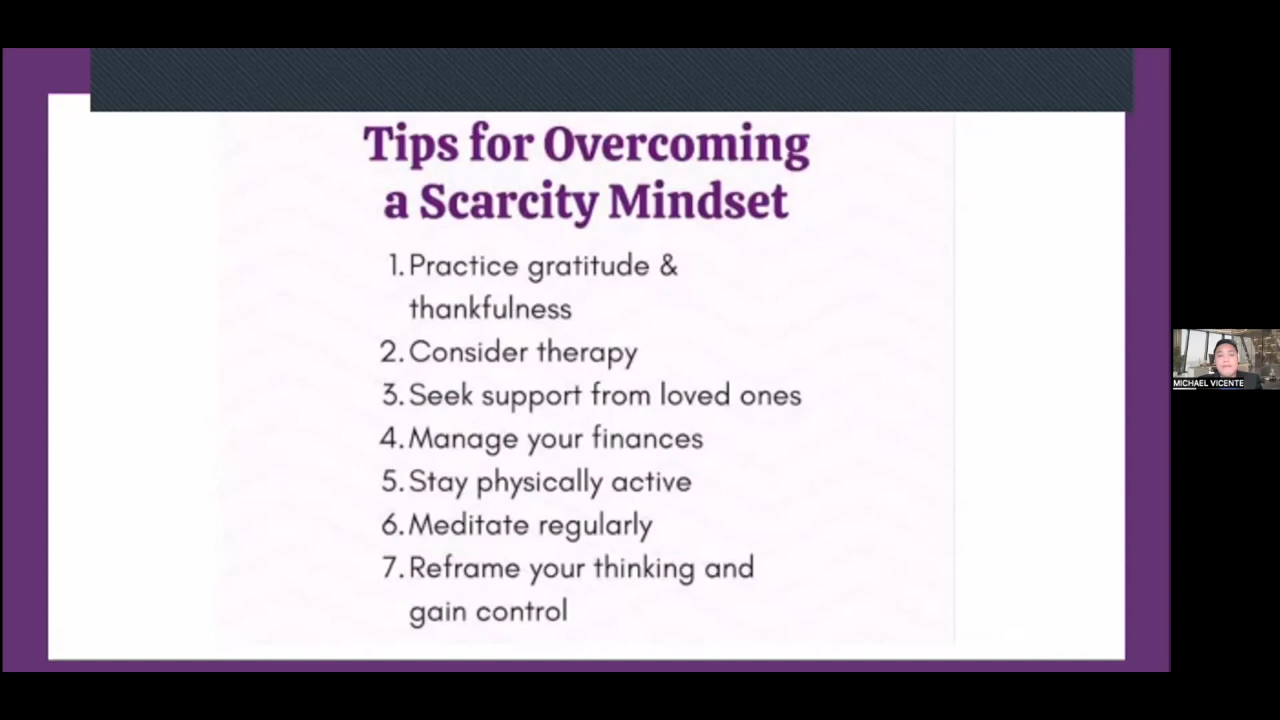 Tips for Overcoming
a Scarcity Mindset
1. Practice gratitude &
thankfulness
2. Consider therapy
3. Seek support from loved ones
4. Manage your finances
5. Stay physically active
6. Meditate regularly
7. Reframe your thinking and
gain control
MICHAEL VICENTE